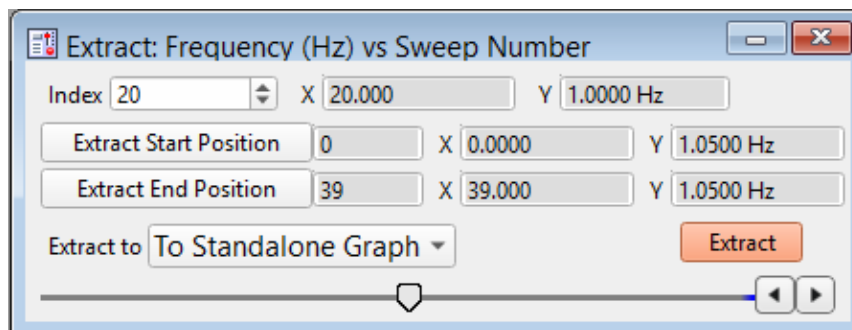 Extract: Frequency (Hz) vs Sweep Number
Index 20 X 20.000 Y 1.0000 Hz
Extract Start Position 0 X 0.0000 Y 1.0500 Hz
Extract End Position 39 X 39.000 Y 1.0500 Hz
Extract to To Standalone Graph Extract